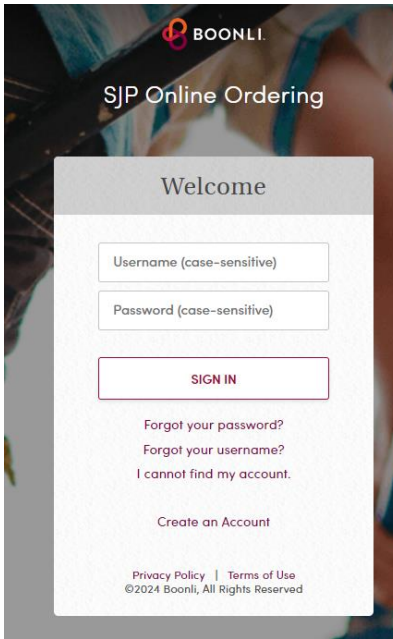 BOONLI
SJP Online Ordering
Welcome
Username (case-sensitive)
Password (case-sensitive)
SIGN IN
Forgot your password?
Forgot your username?
I cannot find my account.
Create an Account
Privacy Policy | Terms of Use
©2024 Boonli, All Rights Reserved